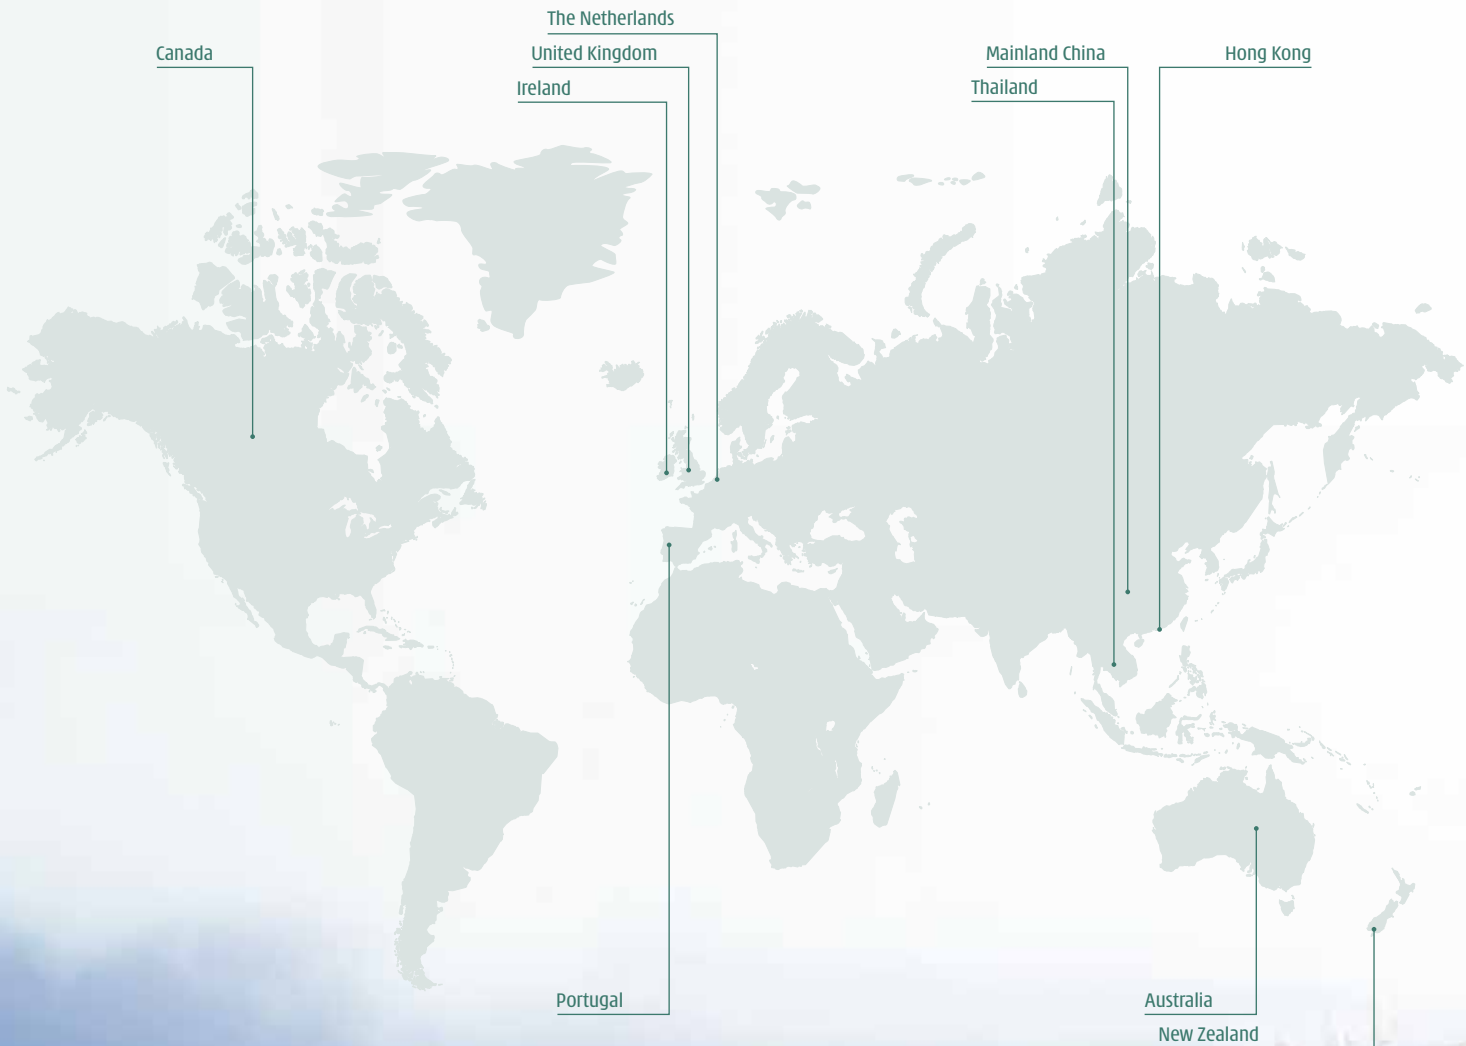 The Netherlands
Canada
United Kingdom
Mainland China
Hong Kong
Ireland
Thailand
Portugal
Australia
New Zealand